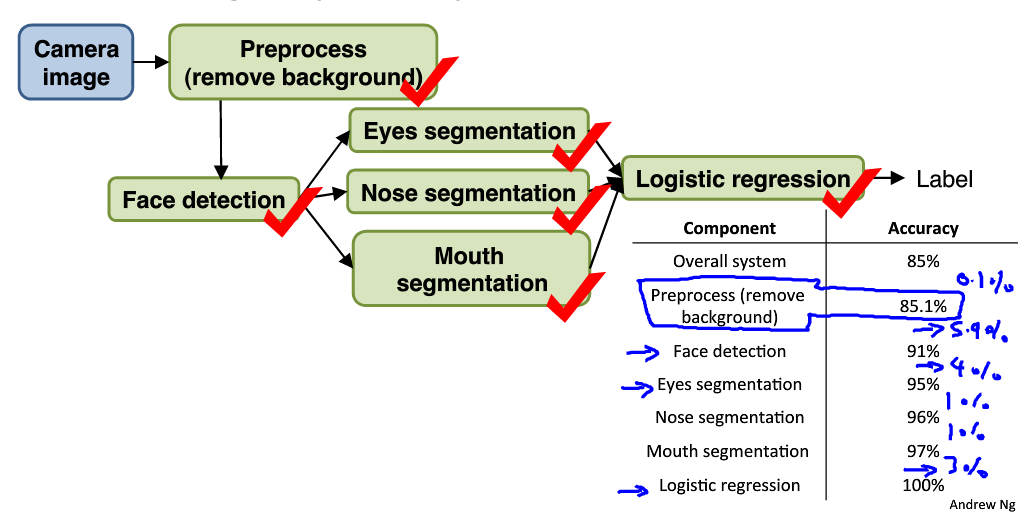 Camera
image
Preprocess
(remove background)
Eyes segmentation
Face detection
Nose segmentation
Mouth
segmentation
Logistic regression
Label
Component Accuracy
Overall system 85%
0.1%
Preprocess (remove
background) 85.1%
5.9%
Face detection 91%
4%
Eyes segmentation 95%
1%
Nose segmentation 96%
1%
Mouth segmentation 97%
3%
Logistic regression 100%
Andrew Ng